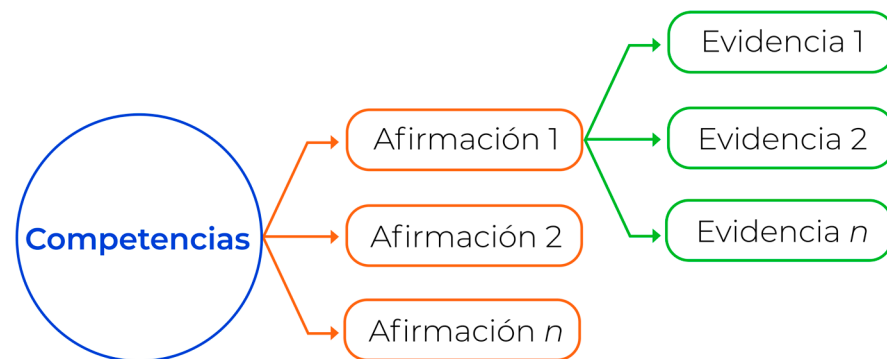 Competencias
Afirmación 1
Afirmación 2
Afirmación n
Evidencia 1
Evidencia 2
Evidencia n